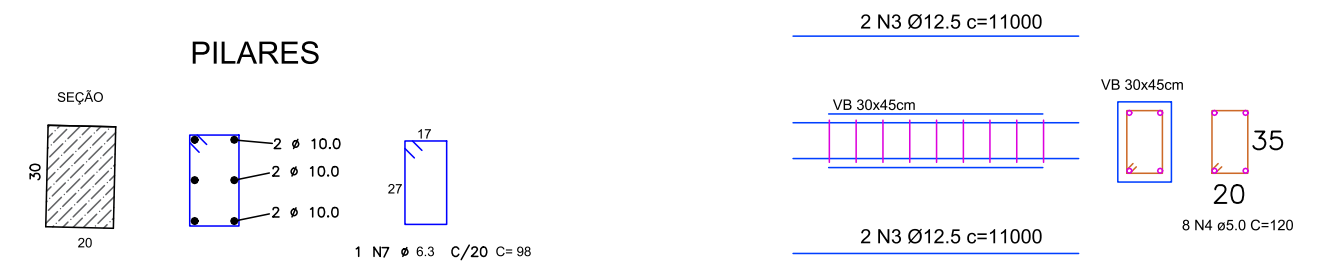 PILARES
SEÇÃO
30
20
2 ø 10.0
2 ø 10.0
2 ø 10.0
17
27
1 N7 ø 6.3 C/20 C= 98
2 N3 Ø12.5 c=11000
VB 30x45cm
2 N3 Ø12.5 c=11000
VB 30x45cm
35
20
8 N4 ø5.0 C=120